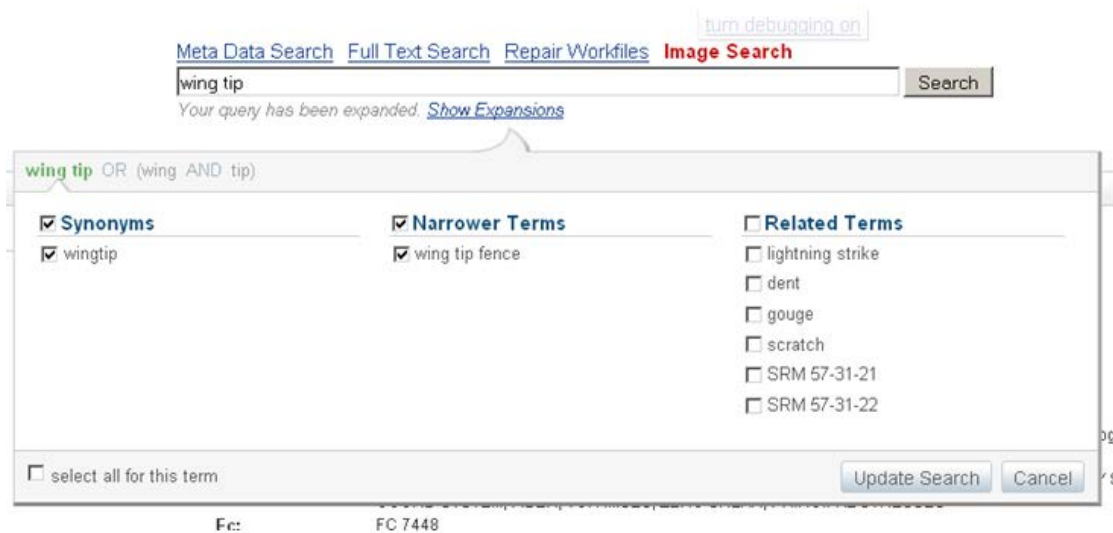 turn debugging on
Meta Data Search Full Text Search Repair Workfiles Image Search
wing tip Search
Your query has been expanded. Show Expansions
wing tip OR (wing AND tip)
Synonyms Narrower Terms Related Terms
wingtip wing tip fence lightning strike
dent
gouge
scratch
SRM 57-31-21
SRM 57-31-22
select all for this term Update Search Cancel
Ec: FC 7448